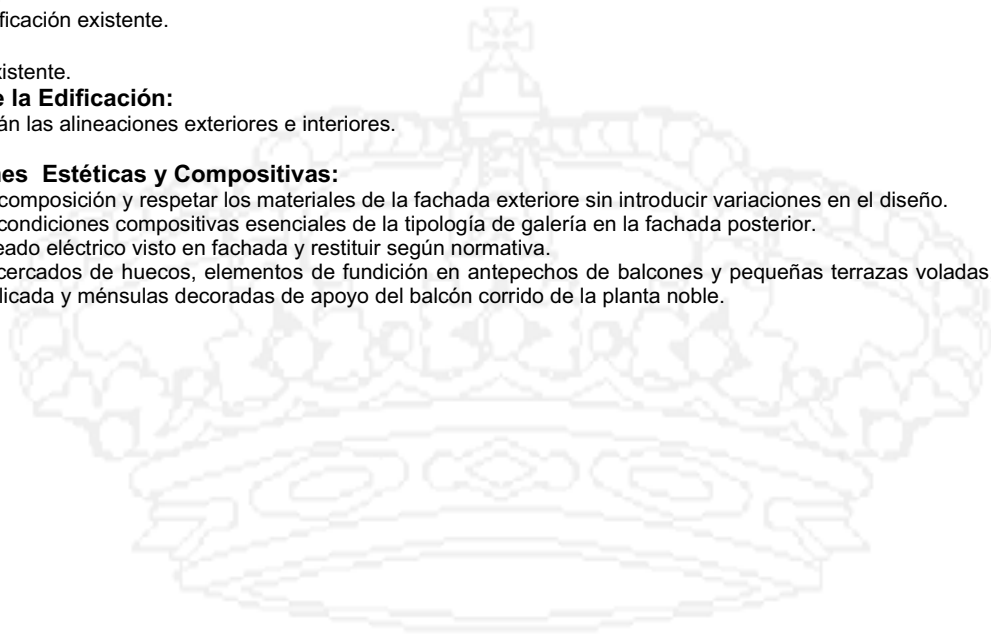 ficación existente.
xistente.
e la Edificación:
án las alineaciones exteriores e interiores.
nes Estéticas y Compositivas:
composición y respetar los materiales de la fachada exteriore sin introducir variaciones en el diseño.
condiciones compositivas esenciales de la tipología de galería en la fachada posterior.
eado eléctrico visto en fachada y restituir según normativa.
cercados de huecos, elementos de fundición en antepechos de balcones y pequeñas terrazas voladas
licada y ménsulas decoradas de apoyo del balcón corrido de la planta noble.